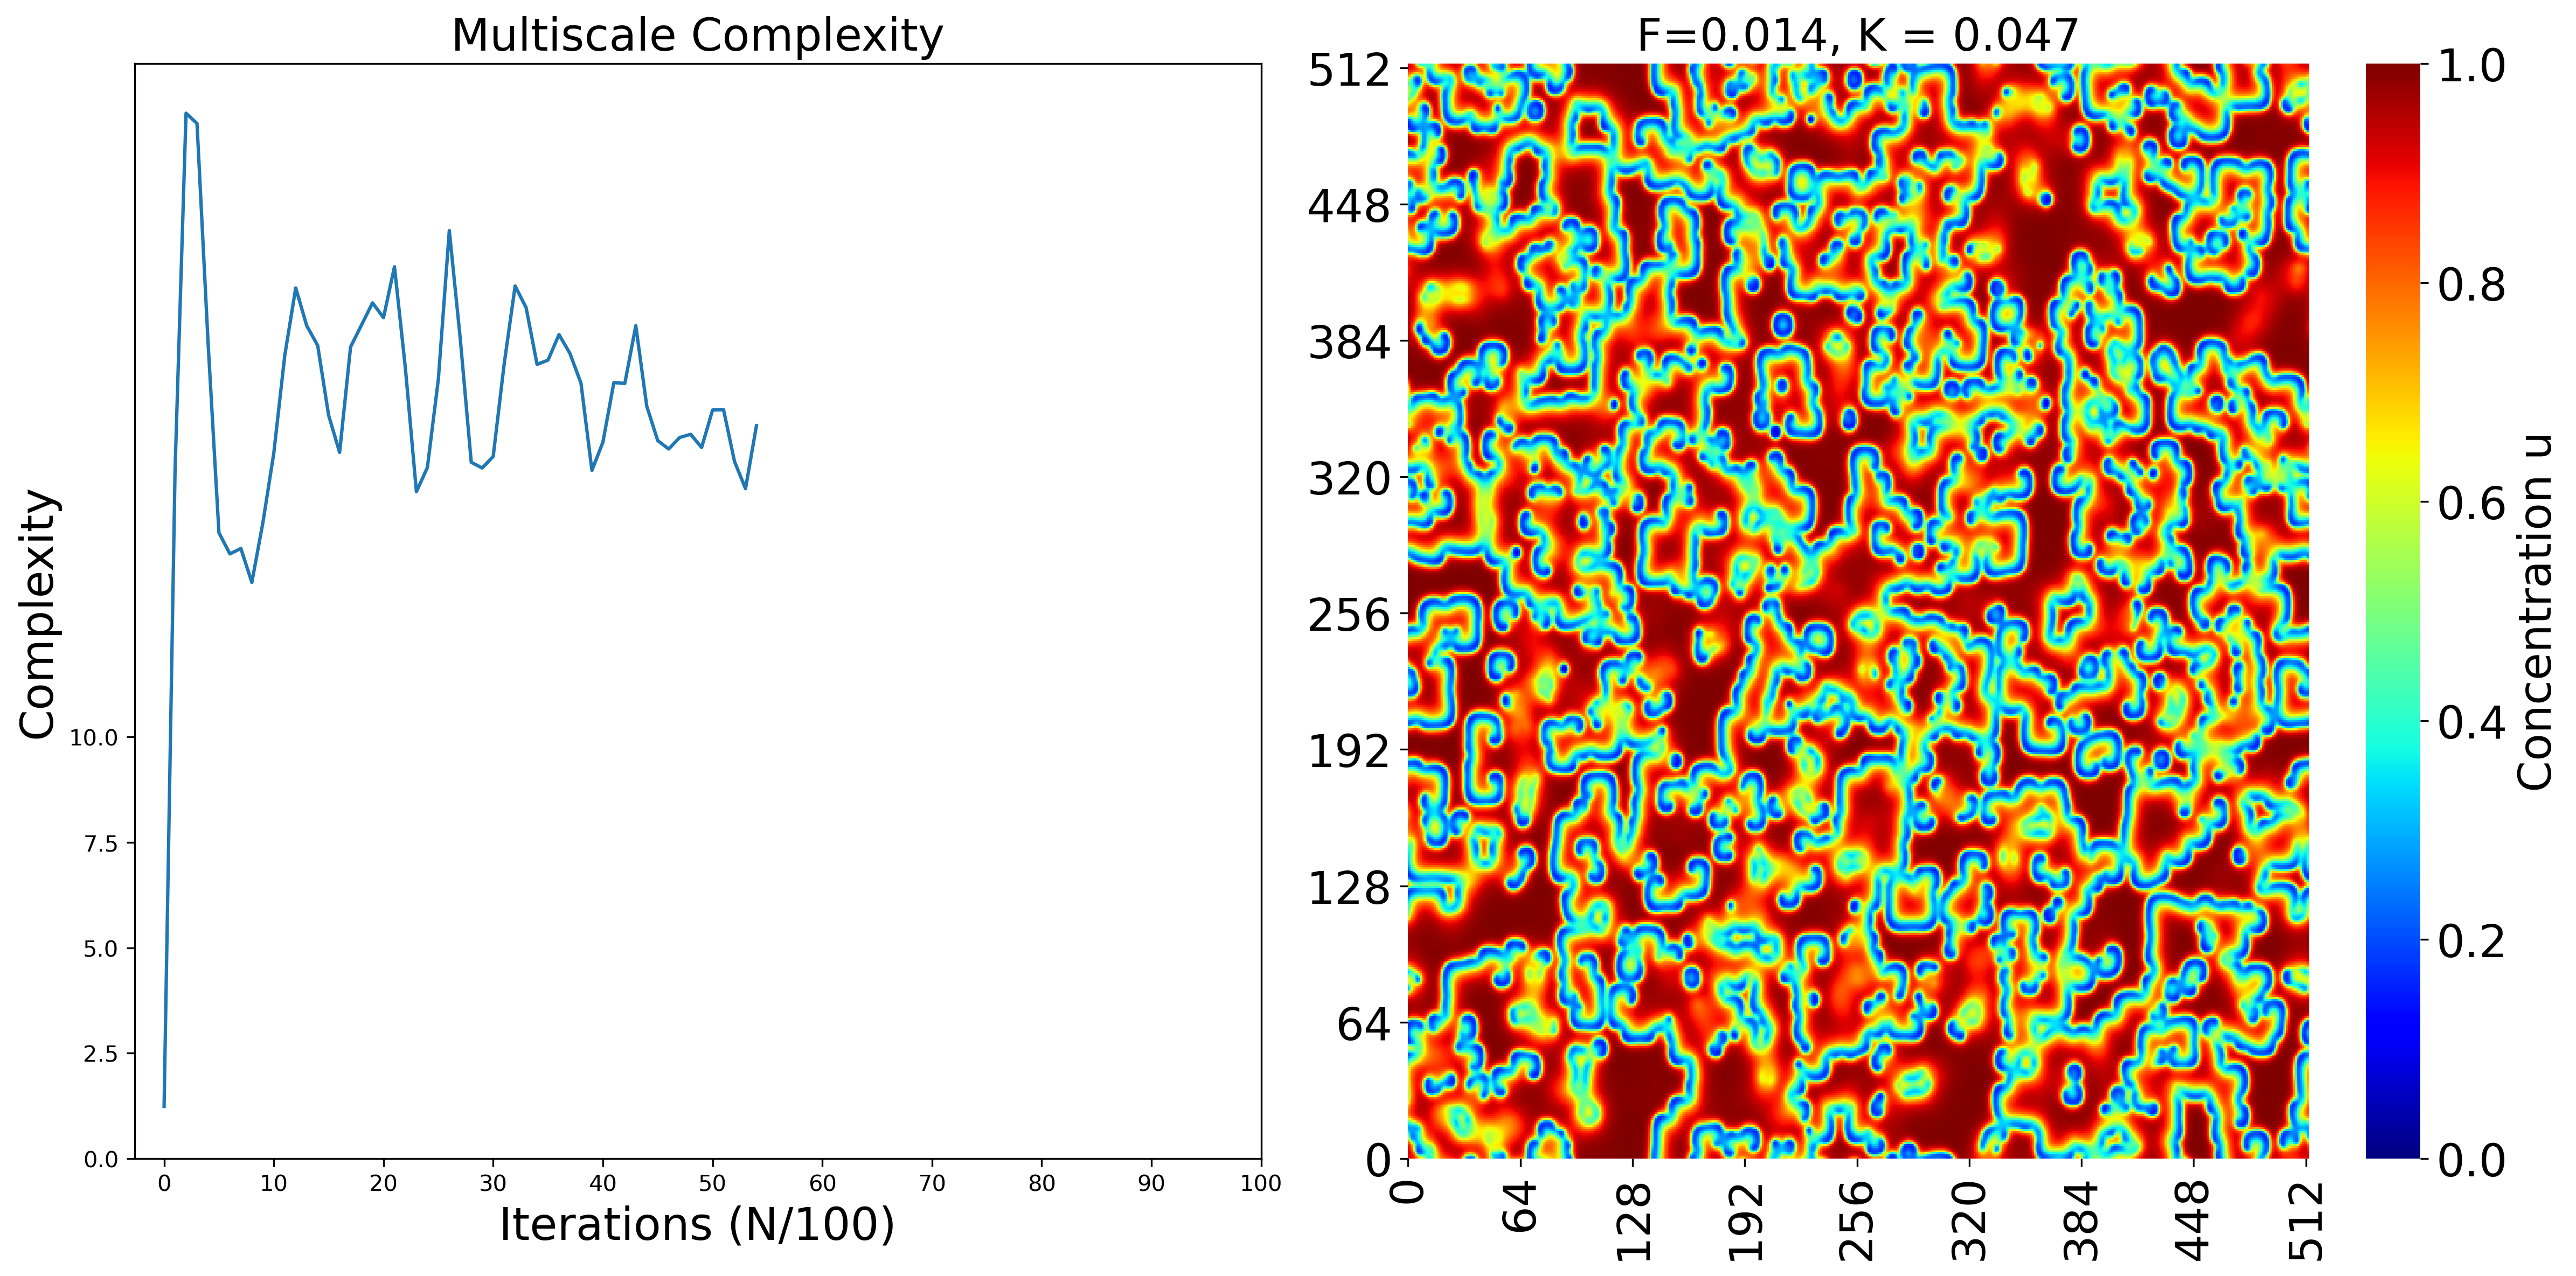 Multiscale Complexity
Complexity
10.0
7.5
5.0
2.5
0.0
0 10 20 30 40 50 60 70 80 90 100
Iterations (N/100)
F=0.014, K = 0.047
512
448
384
320
256
192
128
64
0
0 64 128 192 256 320 384 448 512
1.0
0.8
0.6
0.4
0.2
0.0
Concentration u